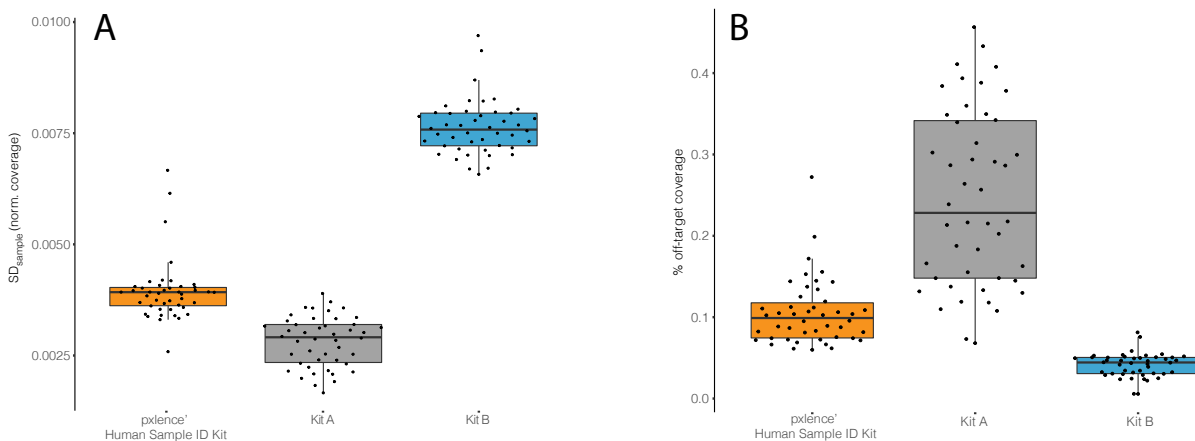 A
0.0100
0.0075
0.0050
0.0025
SDsample (norm. coverage)
pxlence’
Human Sample ID Kit
Kit A
Kit B
B
0.4
0.3
0.2
0.1
0.0
% off-target coverage
pxlence’
Human Sample ID Kit
Kit A
Kit B